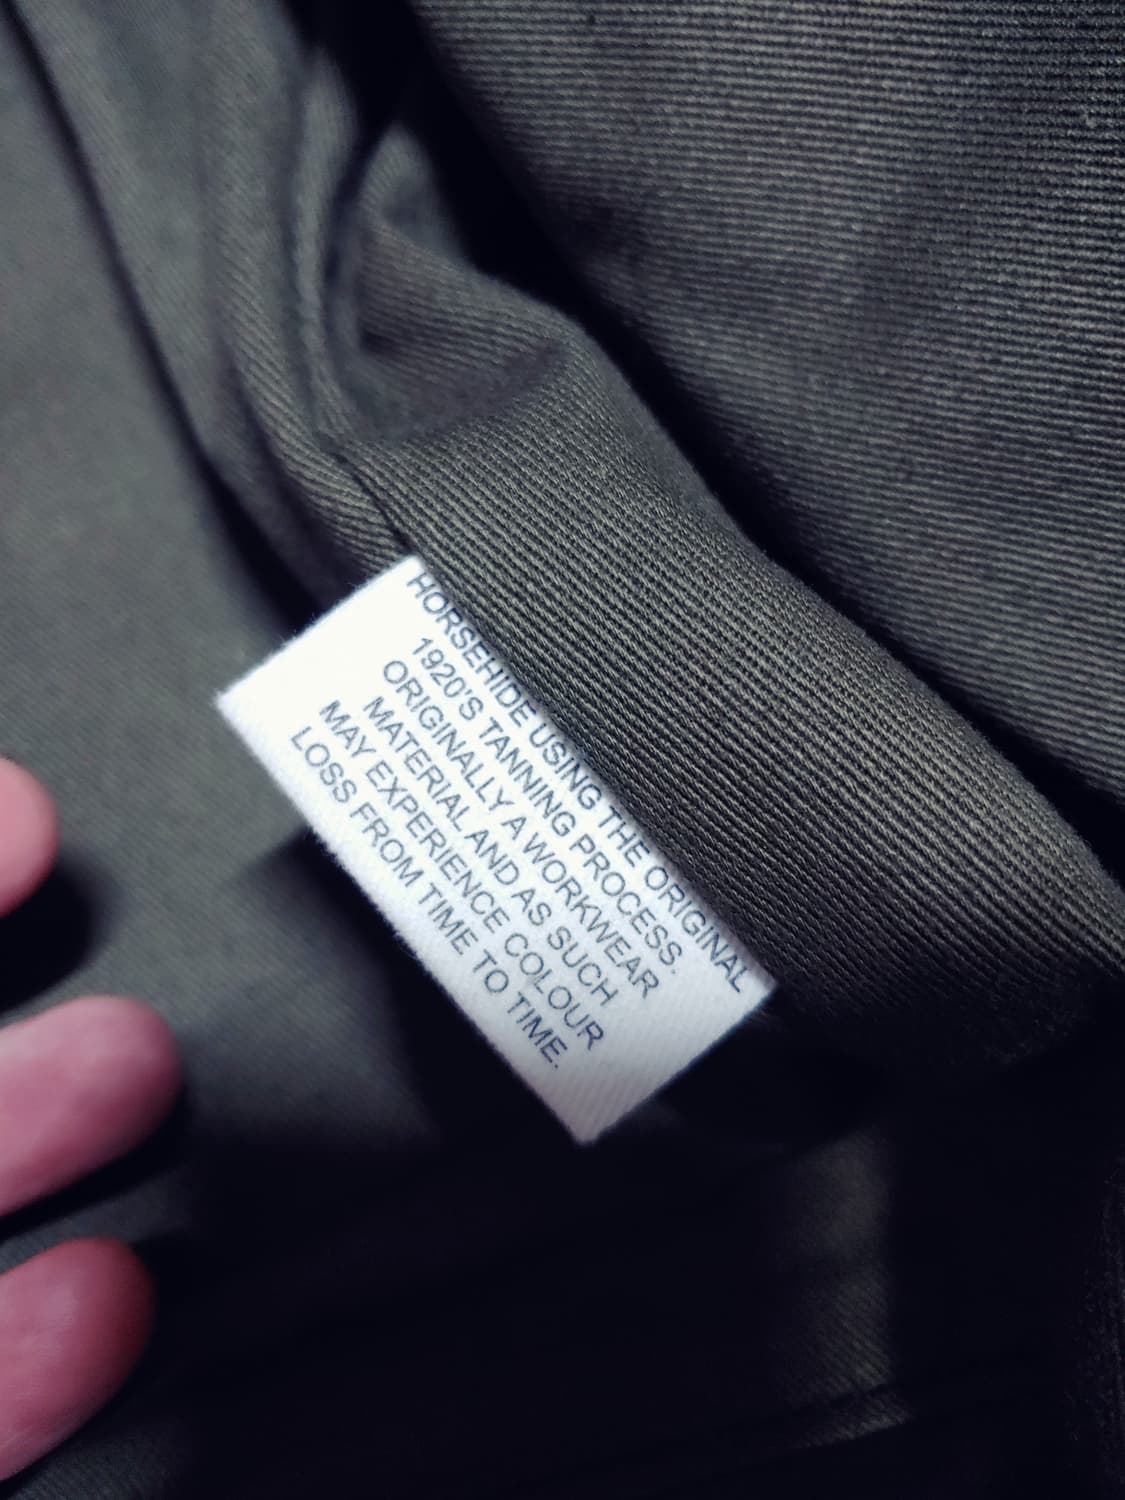 HORSEHIDE USING THE ORIGINAL
1920'S TANNING PROCESS.
ORIGINALLY A WORKWEAR
MATERIAL AND AS SUCH
MAY EXPERIENCE COLOUR
LOSS FROM TIME TO TIME.